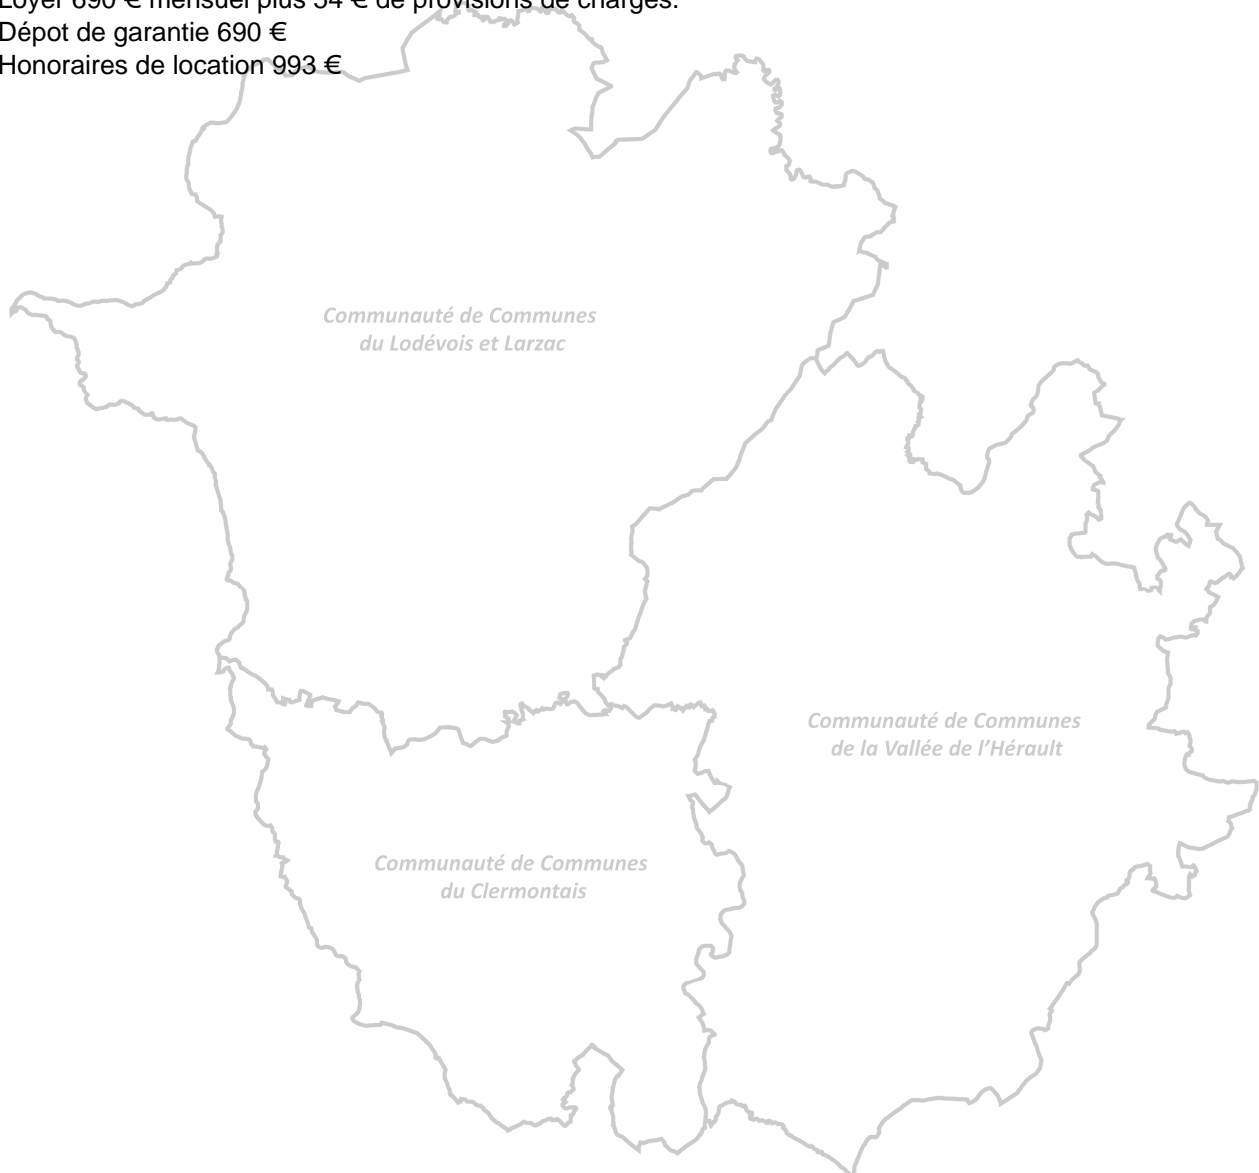 Loyer 690 € mensuel plus 54 € de provisions de charges.
Dépot de garantie 690 €
Honoraires de location 993 €
Communauté de Communes
du Lodévois et Larzac
Communauté de Communes
de la Vallée de l’Hérault
Communauté de Communes
du Clermontais